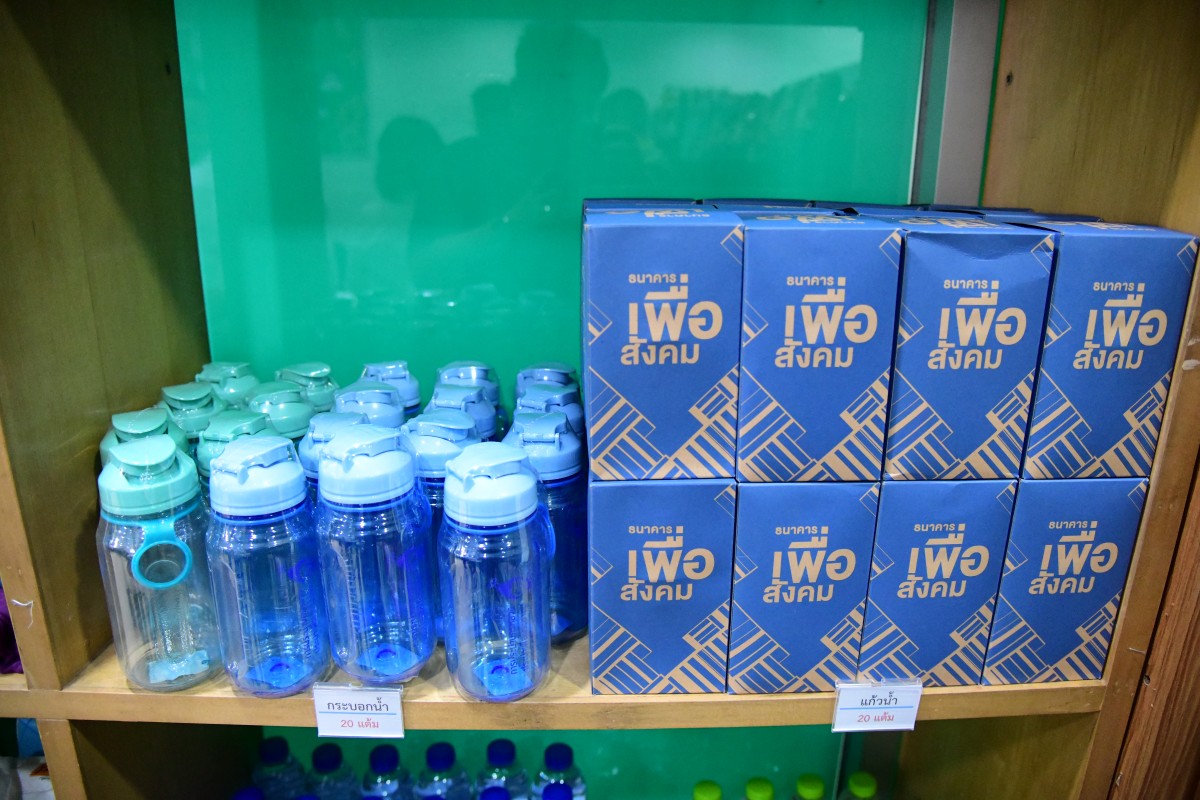 ธนาคาร
เพื่อ
สังคม
ธนาคาร
เพื่อ
สังคม
ธนาคาร
เพื่อ
สังคม
ธนาคาร
เพื่อ
สังคม
ธนาคาร
เพื่อ
สังคม
ธนาคาร
เพื่อ
สังคม
ธนาคาร
เพื่อ
สังคม
ธนาคาร
เพื่อ
สังคม
กระบอกน้ำ
20 แต้ม
แก้วน้ำ
20 แต้ม